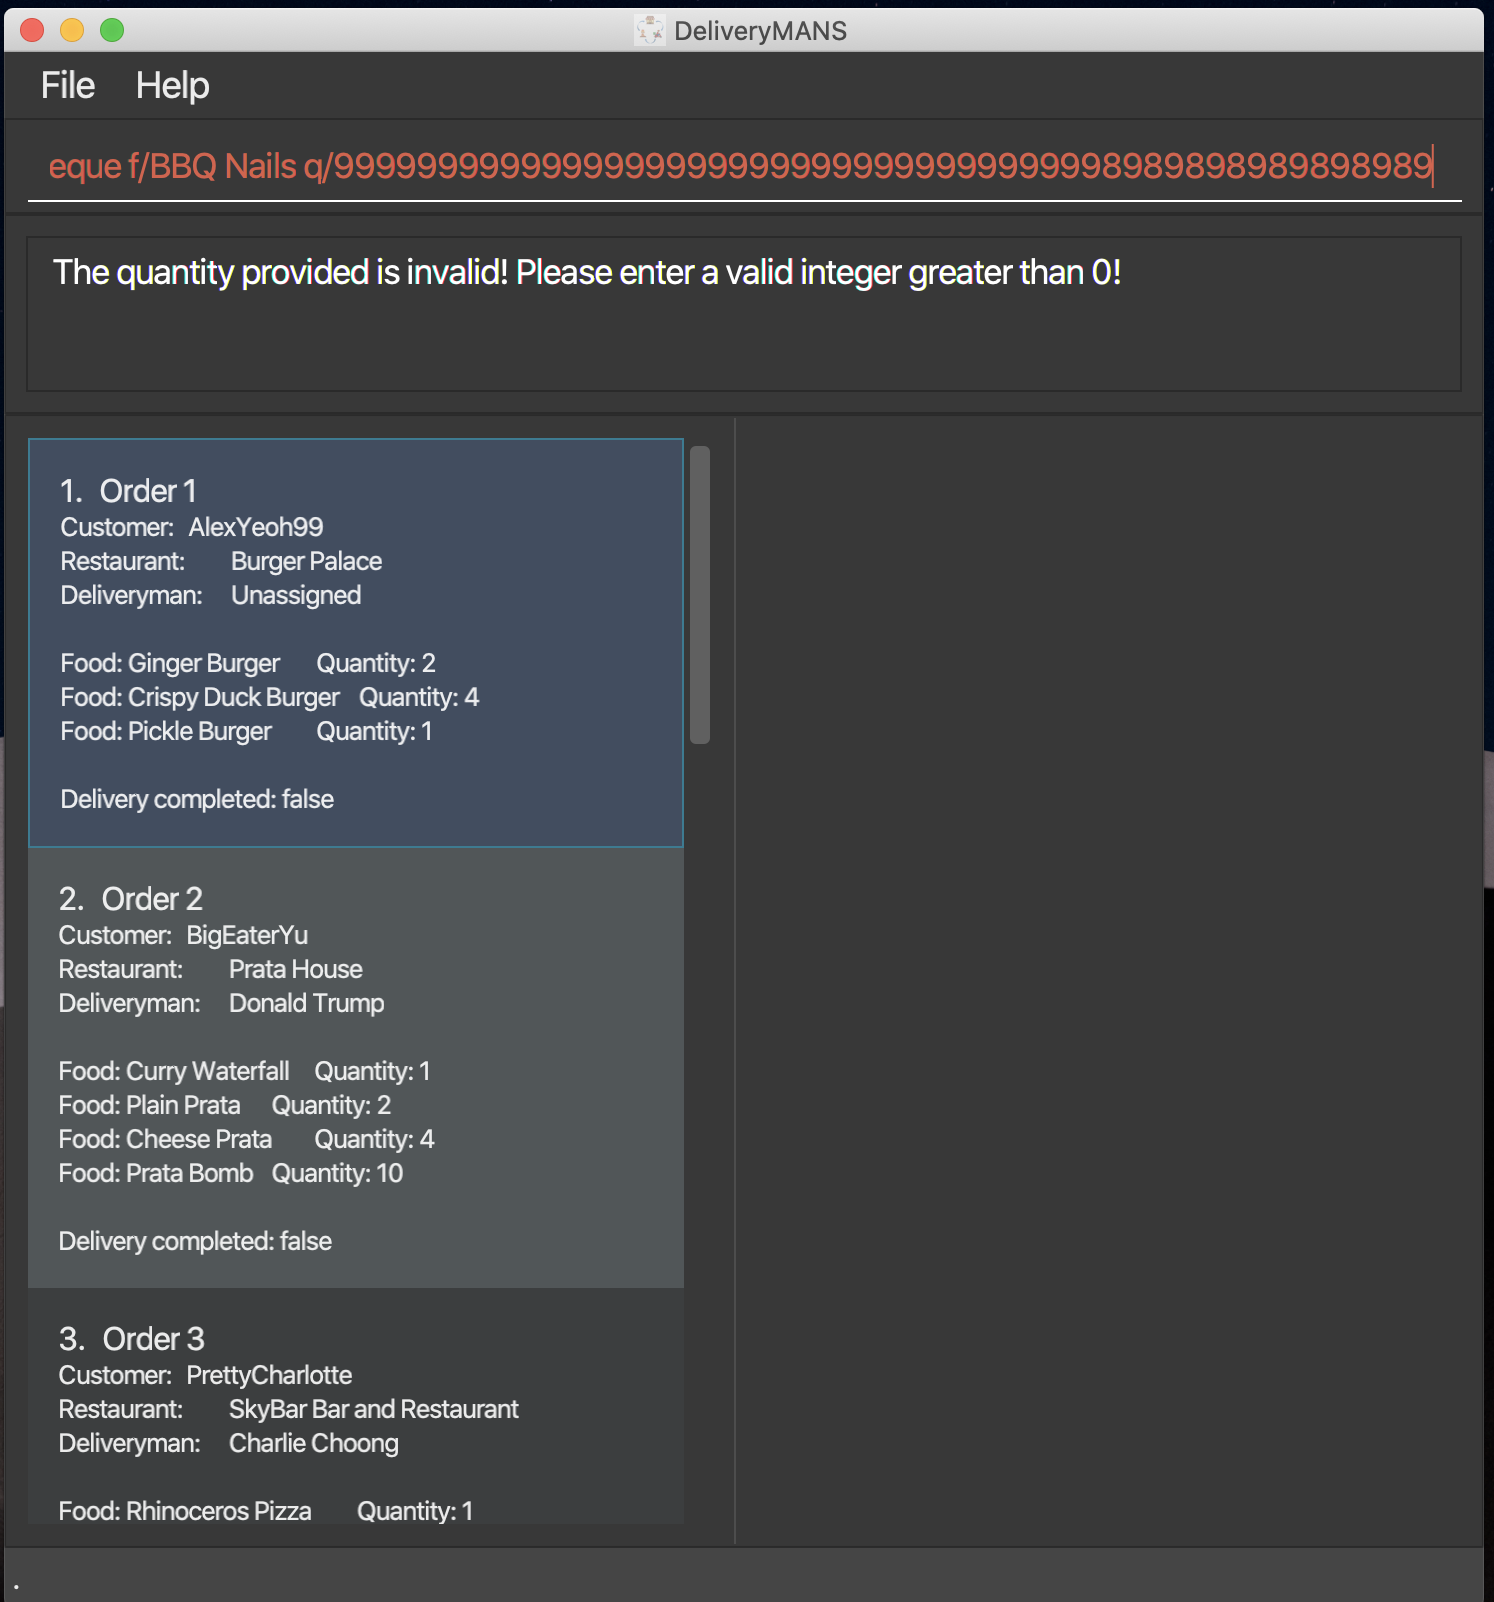 DeliveryMANS
File Help
eque f/BBQ Nails q/99999999999999999999999999999999999998989898989898989
The quantity provided is invalid! Please enter a valid integer greater than 0!
1. Order 1
Customer: AlexYeoh99
Restaurant: Burger Palace
Deliveryman: Unassigned
Food: Ginger Burger Quantity: 2
Food: Crispy Duck Burger Quantity: 4
Food: Pickle Burger Quantity: 1
Delivery completed: false
2. Order 2
Customer: BigEaterYu
Restaurant: Prata House
Deliveryman: Donald Trump
Food: Curry Waterfall Quantity: 1
Food: Plain Prata Quantity: 2
Food: Cheese Prata Quantity: 4
Food: Prata Bomb Quantity: 10
Delivery completed: false
3. Order 3
Customer: PrettyCharlotte
Restaurant: SkyBar Bar and Restaurant
Deliveryman: Charlie Choong
Food: Rhinoceros Pizza Quantity: 1
.